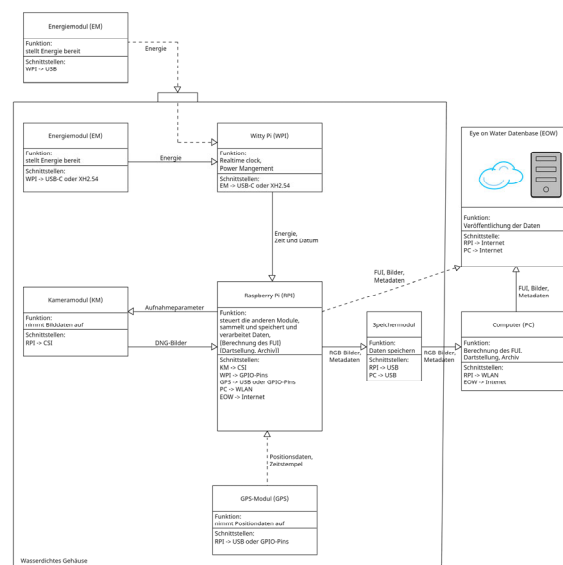 Energiemodul (EM)
Funktion:
stellt Energie bereit
Schnittstellen:
WPI -> USB
Energie
Energiemodul (EM)
Funktion:
stellt Energie bereit
Schnittstellen:
WPI -> USB-C oder XH2.54
Energie
Witty Pi (WPI)
Funktion:
Realtime clock,
Power Mangement
Schnittstellen:
EM -> USB-C oder XH2.54
Eye on Water Datenbase (EOW)
Funktion:
Veröffentlichung der Daten
Schnittstelle:
RPI -> Internet
PC -> Internet
Energie,
Zeit und Datum
FUI, Bilder,
Metadaten
FUI, Bilder,
Metadaten
Kameramodul (KM)
Funktion:
nimmt Bilddaten auf
Schnittstellen:
RPI -> CSI
Aufnahmeparameter
DNG-Bilder
Raspberry Pi (RPI)
Funktion:
steuert die anderen Module,
sammelt und speichert und
verarbeitet Daten,
(Berechnung des FUI)
(Dartsellung, Archiv)]
Schnittstellen:
KM -> CSI
WPI -> GPIO-Pins
GPS -> USB oder GPIO-Pins
PC -> WLAN
EOW -> Internet
RGB Bilder,
Metadaten
Speichermodul
Funktion:
Daten speichern
Schnittstellen:
RPI -> USB
PC -> USB
RGB Bilder,
Metadaten
Computer (PC)
Funktion:
Berechnung des FUI,
Dartstellung, Archiv
Schnittstellen:
RPI -> WLAN
EOW -> Internet
Positionsdaten,
Zeitstempel
GPS-Modul (GPS)
Funktion:
nimmt Positiondaten auf
Schnittstellen:
RPI -> USB oder GPIO-Pins
Wasserdichtes Gehäuse